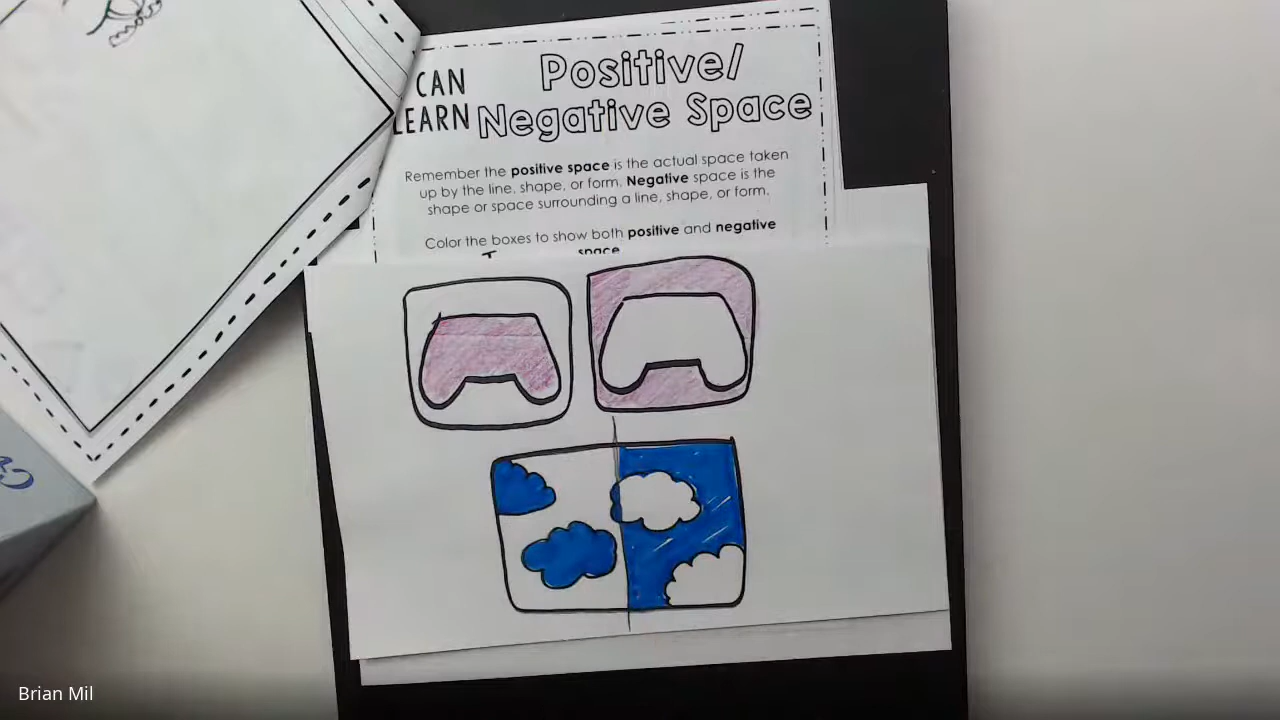 CAN
LEARN
Positive/
Negative Space
Remember the positive space is the actual space taken
up by the line, shape, or form. Negative space is the
shape or space surrounding a line, shape, or form.
Color the boxes to show both positive and negative
space
Brian Mil